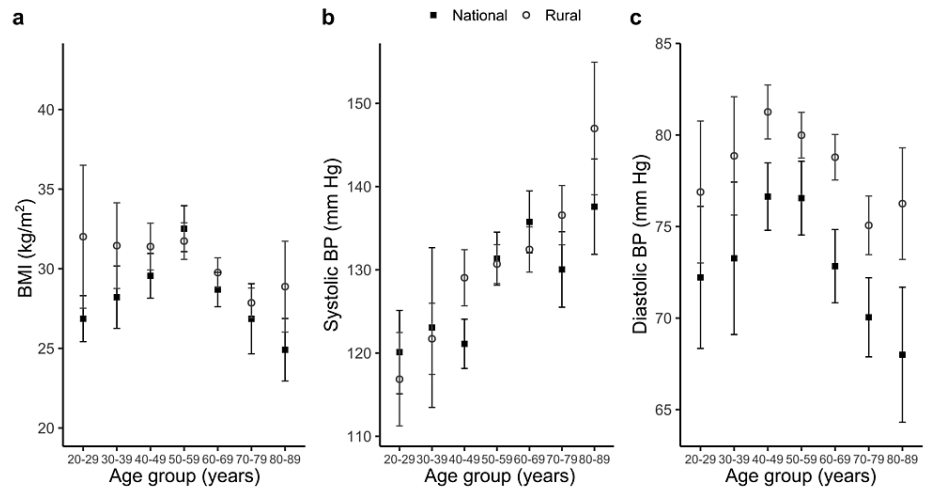 a
b
■ National ○ Rural
c
BMI (kg/m²)
40
35
30
25
20
20-29 30-39 40-49 50-59 60-69 70-79 80-89
Age group (years)
Systolic BP (mm Hg)
150
140
130
120
110
20-29 30-39 40-49 50-59 60-69 70-79 80-89
Age group (years)
Diastolic BP (mm Hg)
85
80
75
70
65
20-29 30-39 40-49 50-59 60-69 70-79 80-89
Age group (years)